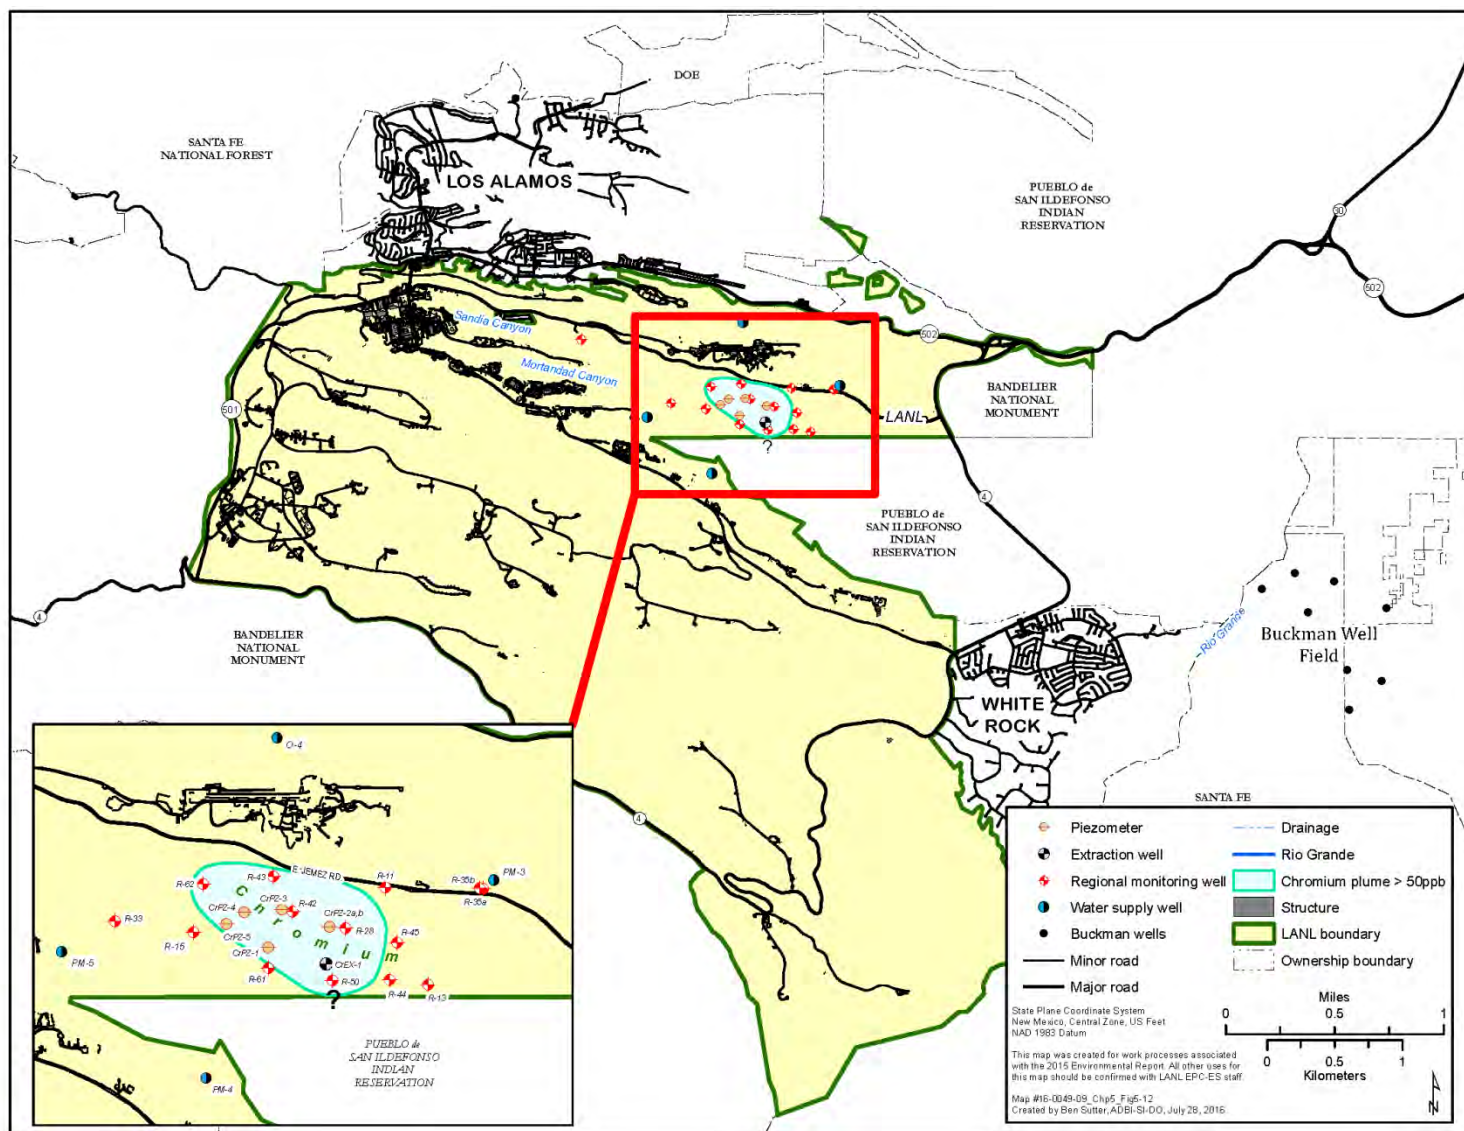 DOE
SANTA FE
NATIONAL FOREST
LOS ALAMOS
PUEBLO de
SAN ILDEFONSO
INDIAN
RESERVATION
30
502
502
Sandia Canyon
Mortandad Canyon
501
LANL
BANDELIER
NATIONAL
MONUMENT
?
4
PUEBLO de
SAN ILDEFONSO
INDIAN
RESERVATION
4
BANDELIER
NATIONAL
MONUMENT
Rio Grande
Buckman Well
Field
WHITE
ROCK
SANTA FE
4
O-4
E. JEMEZ RD.
R-62
R-43
R-11
R-35b
PM-3
R-35a
Chromium
CrPZ-3
CrPZ-4
R-42
CrPZ-2a,b
R-33
R-15
CrPZ-5
R-28
R-45
CrPZ-1
PM-5
CrEX-1
R-61
R-50
R-44
R-13
?
PUEBLO de
SAN ILDEFONSO
INDIAN
RESERVATION
PM-4
Piezometer
Extraction well
Regional monitoring well
Water supply well
Buckman wells
Minor road
Major road
Drainage
Rio Grande
Chromium plume > 50ppb
Structure
LANL boundary
Ownership boundary
State Plane Coordinate System
New Mexico, Central Zone, US Feet
NAD 1983 Datum
Miles
0 0.5 1
0 0.5 1
Kilometers
This map was created for work processes associated
with the 2015 Environmental Report. All other uses for
this map should be confirmed with LANL EPC-ES staff.
Map #16-0049-09_Chp5_Fig5-12
Created by Ben Sutter, ADBI-SI-DO, July 28, 2016
N